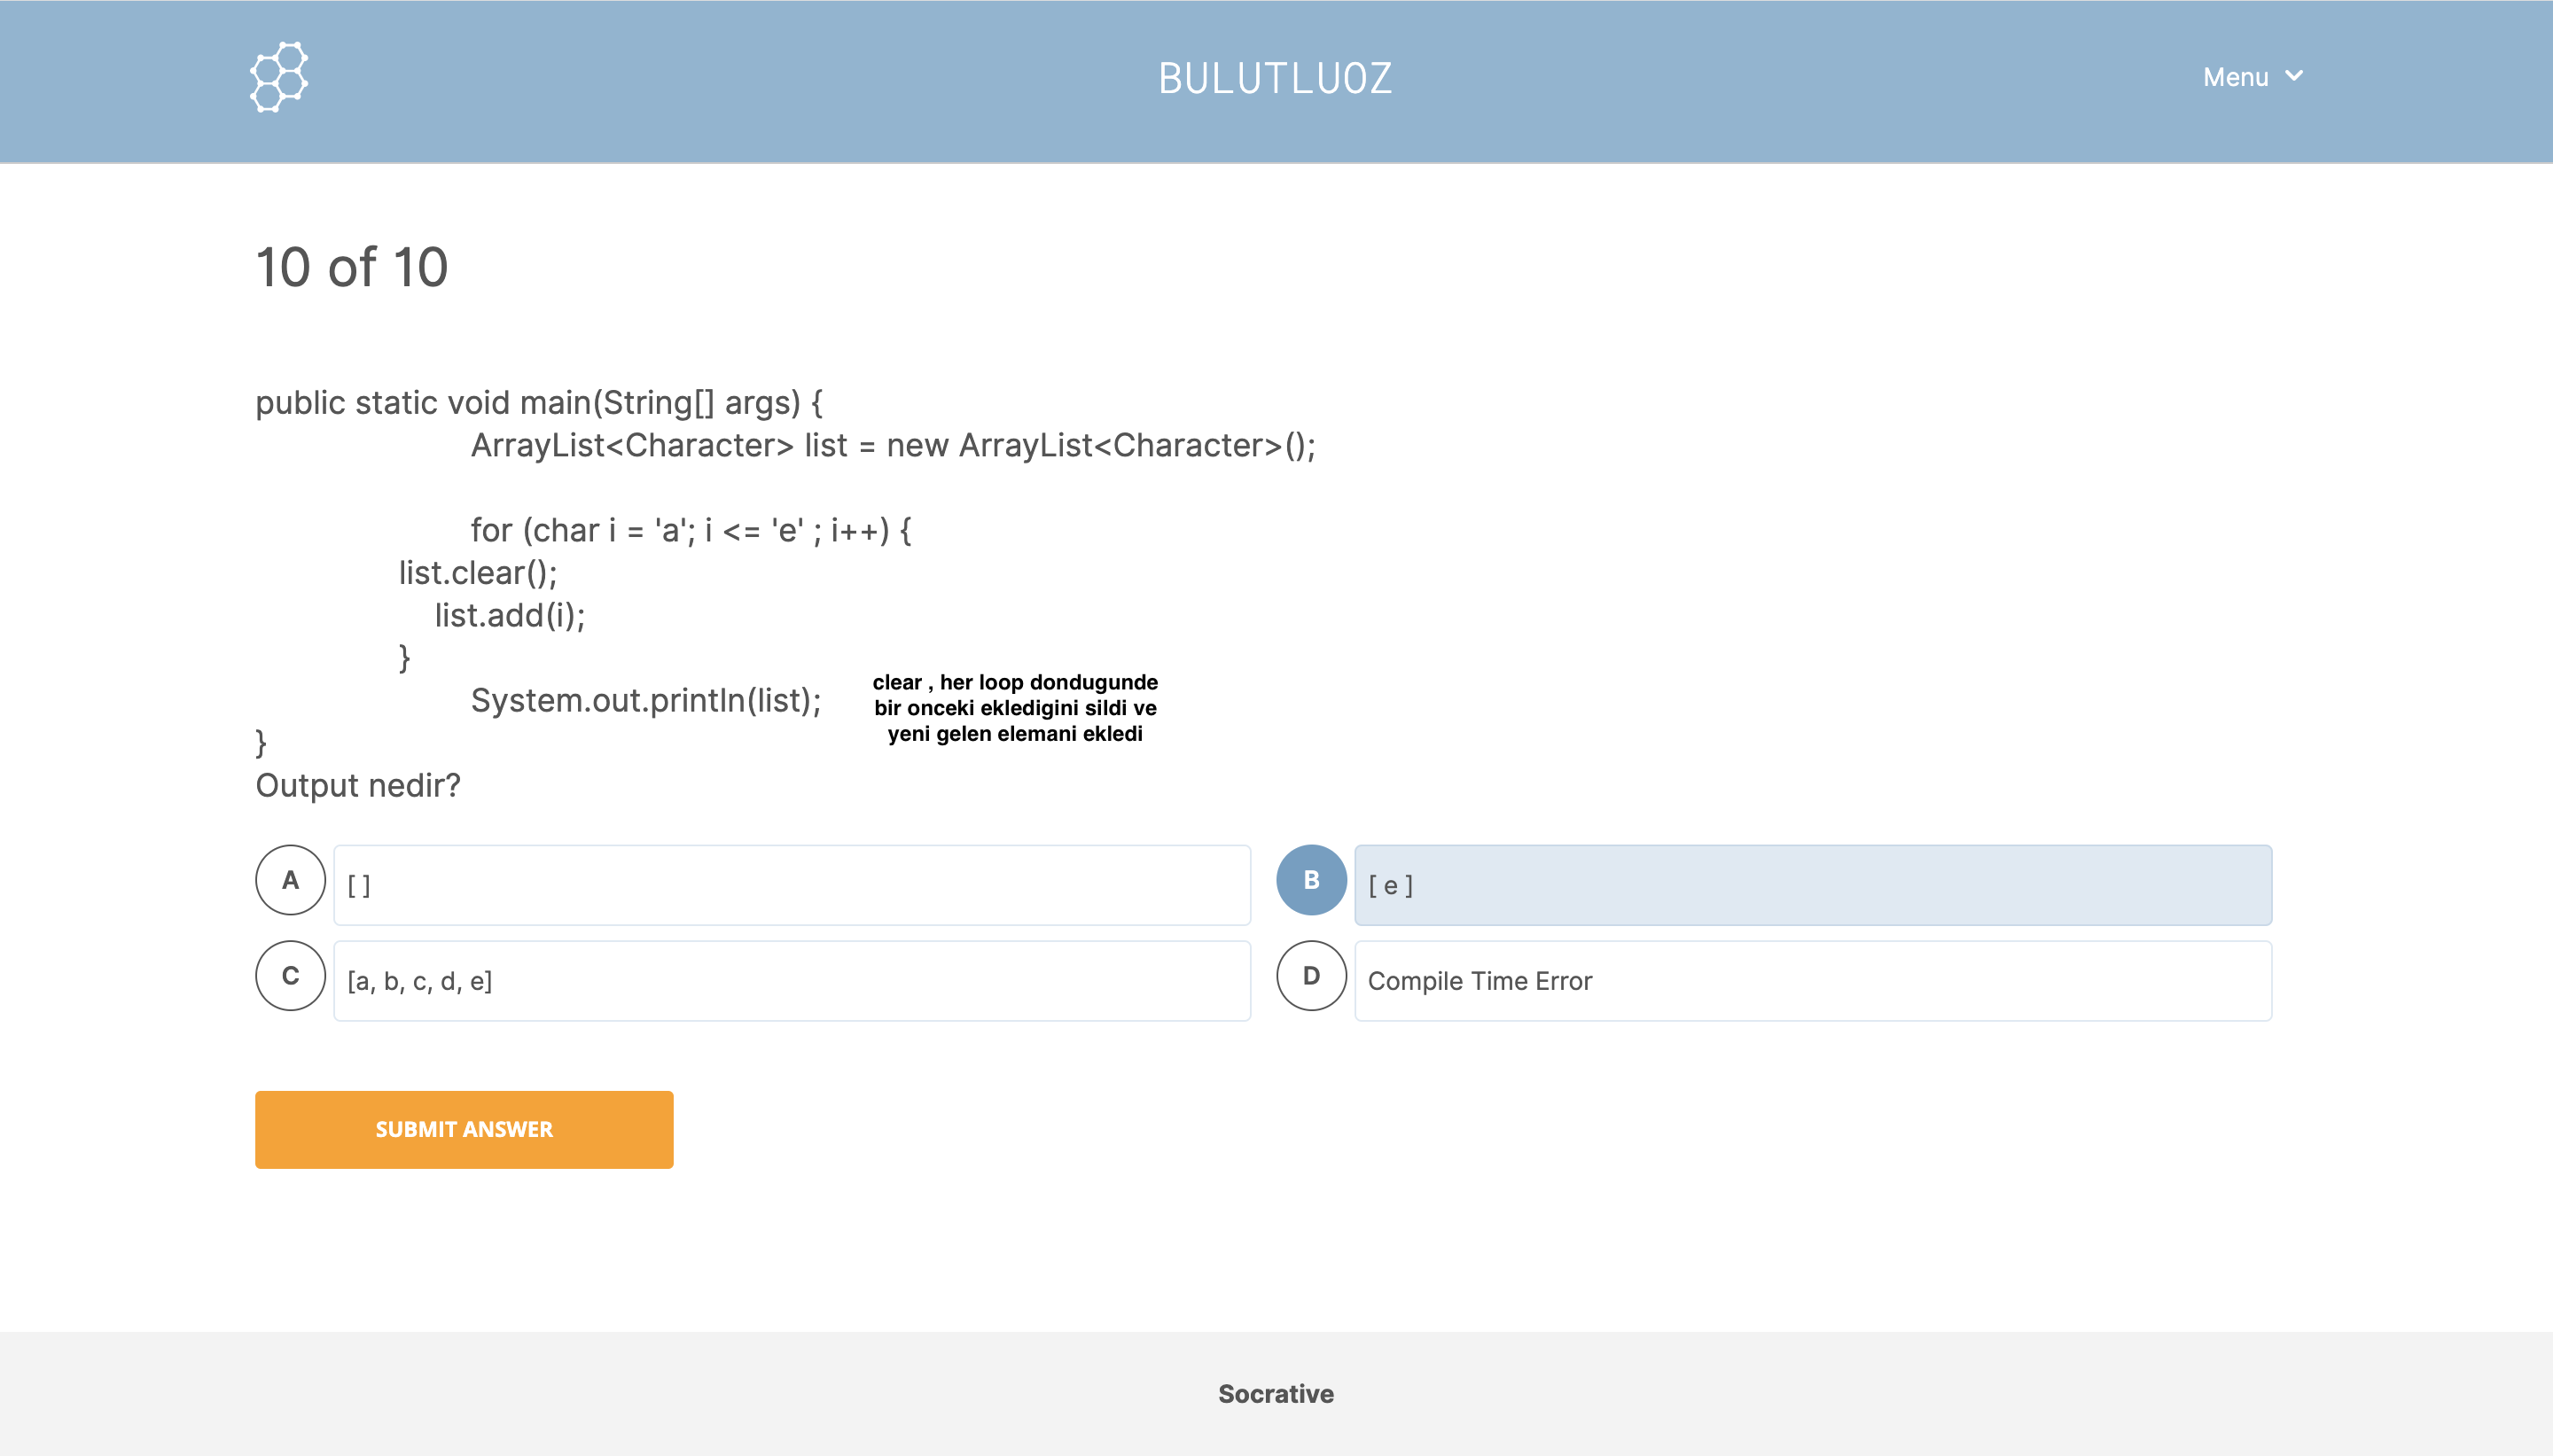 BULUTLUOZ
Menu
10 of 10
public static void main(String[] args) {
ArrayList<Character> list = new ArrayList<Character>();
for (char i = 'a'; i <= 'e' ; i++) {
list.clear();
list.add(i);
}
System.out.println(list);
clear , her loop dondugunde
bir onceki ekledigini sildi ve
yeni gelen elemani ekledi
}
Output nedir?
A
[ ]
B
[ e ]
C
[a, b, c, d, e]
D
Compile Time Error
SUBMIT ANSWER
Socrative